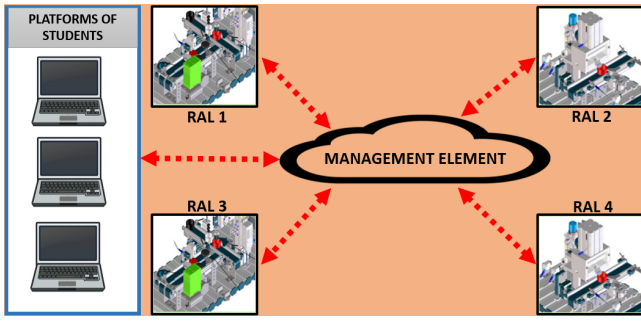 PLATFORMS OF
STUDENTS
RAL 1
RAL 2
MANAGEMENT ELEMENT
RAL 3
RAL 4